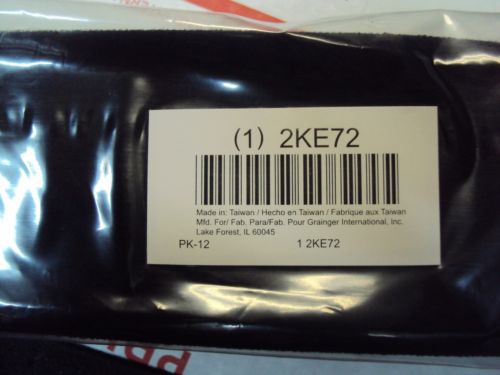 (1) 2KE72
Made in: Taiwan / Hecho en Taiwan / Fabrique aux Taiwan
Mfd. For/ Fab. Para/Fab. Pour Grainger International, Inc.
Lake Forest, IL 60045
PK-12 1 2KE72